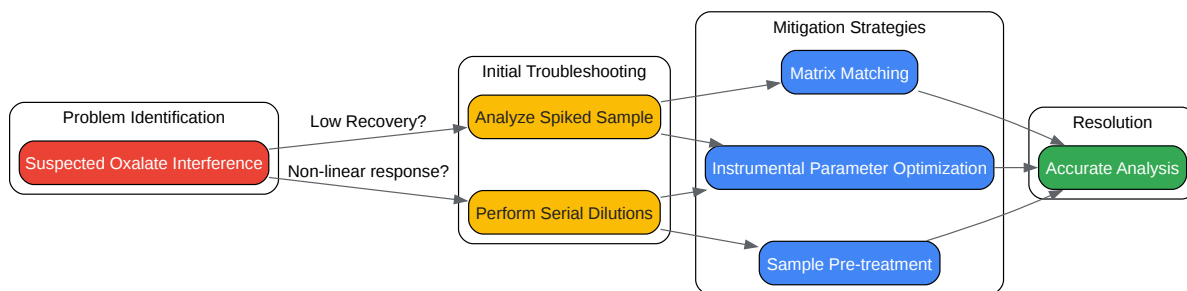 Problem Identification
Suspected Oxalate Interference
Low Recovery?
Non-linear response?
Initial Troubleshooting
Analyze Spiked Sample
Perform Serial Dilutions
Mitigation Strategies
Matrix Matching
Instrumental Parameter Optimization
Sample Pre-treatment
Resolution
Accurate Analysis